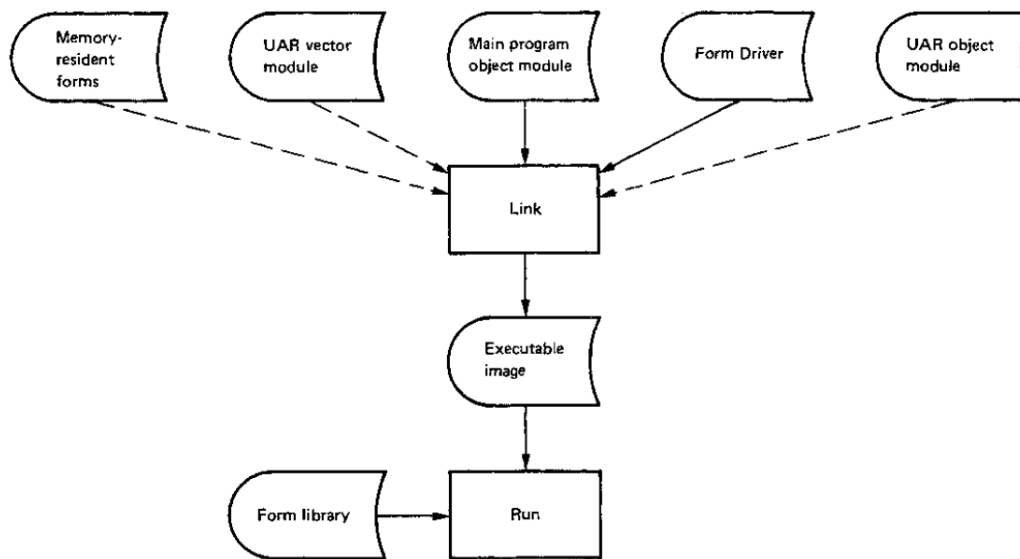 Memory-
resident
forms
UAR vector
module
Main program
object module
Form Driver
UAR object
module
Link
Executable
image
Form library
Run